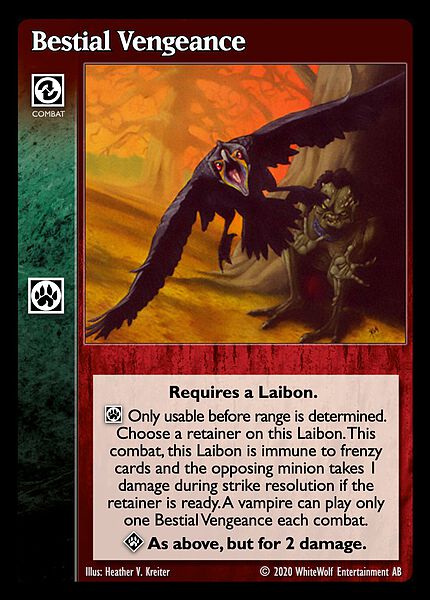 Bestial Vengeance
COMBAT
Requires a Laibon.
Only usable before range is determined.
Choose a retainer on this Laibon. This
combat, this Laibon is immune to frenzy
cards and the opposing minion takes 1
damage during strike resolution if the
retainer is ready. A vampire can play only
one Bestial Vengeance each combat.
As above, but for 2 damage.
Illus: Heather V. Kreiter © 2020 WhiteWolf Entertainment AB